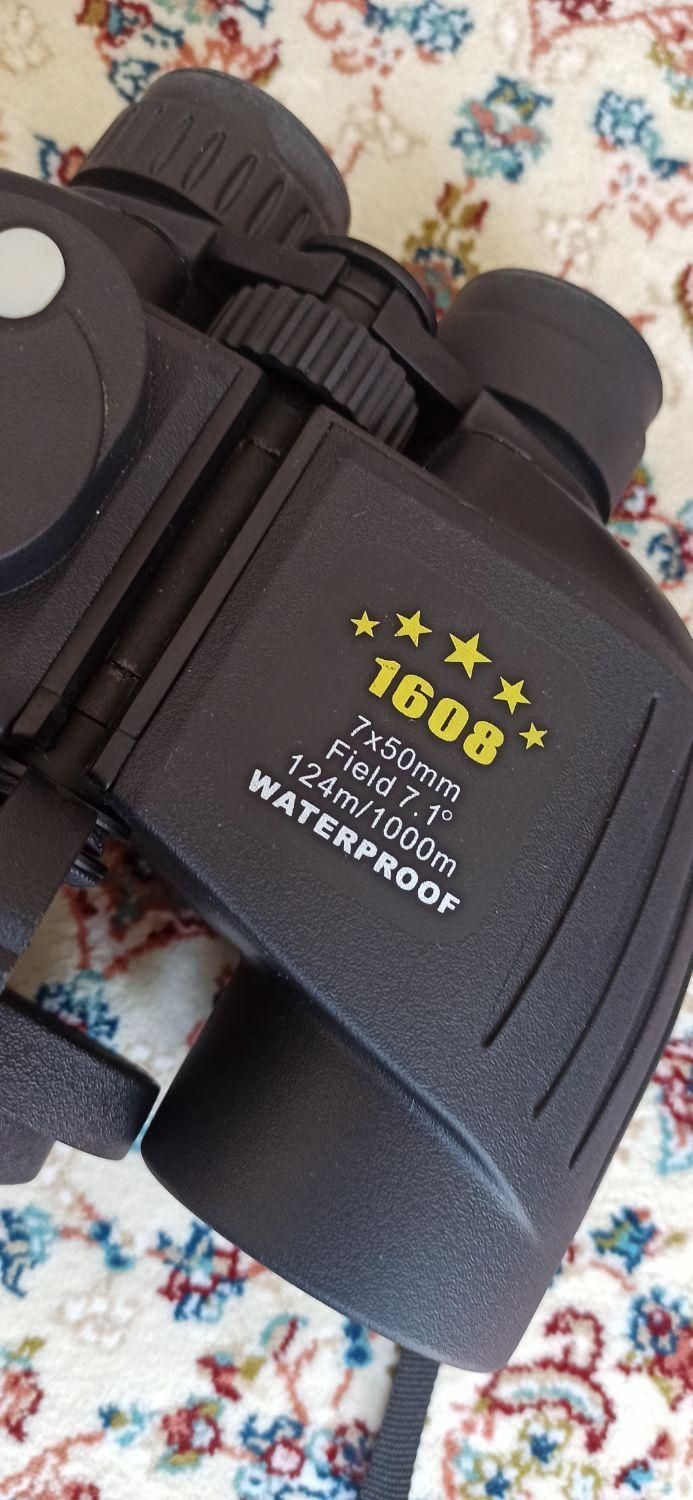 1608
7x50mm
Field 7.1°
124m/1000m
WATERPROOF